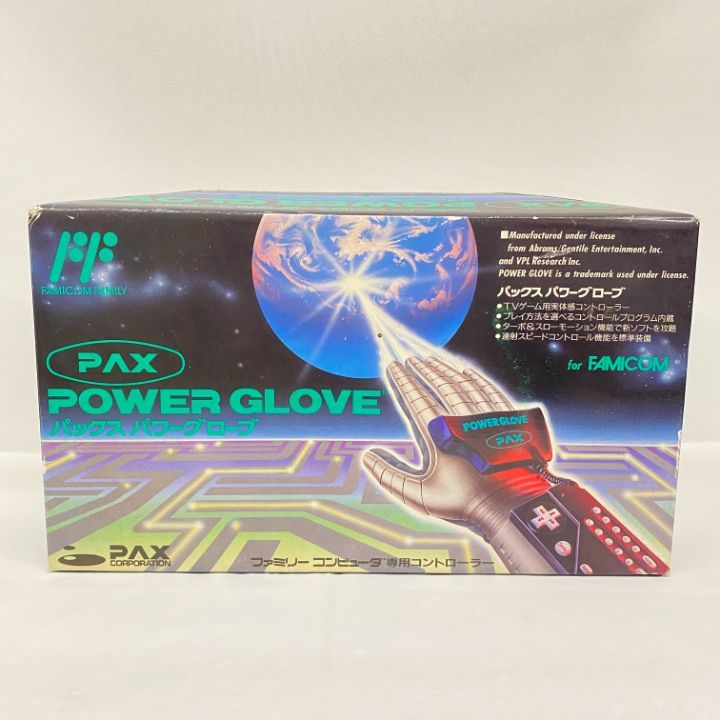 FAMICOM FAMILY
PAX
POWER GLOVE™
パックス パワーグローブ
■Manufactured under license
from Abrams/Gentile Entertainment, Inc.
and VPL Research Inc.
POWER GLOVE is a trademark used under license.
パックス パワーグローブ
●TVゲーム用実体感コントローラー
●プレイ方法を選べるコントロールプログラム内蔵
●ターボ&スローモーション機能で新ソフトを攻略
●連射スピードコントロール機能を標準装備
for FAMICOM™
POWER GLOVE
PAX
PAX
CORPORATION
ファミリー コンピュータ™専用コントローラー